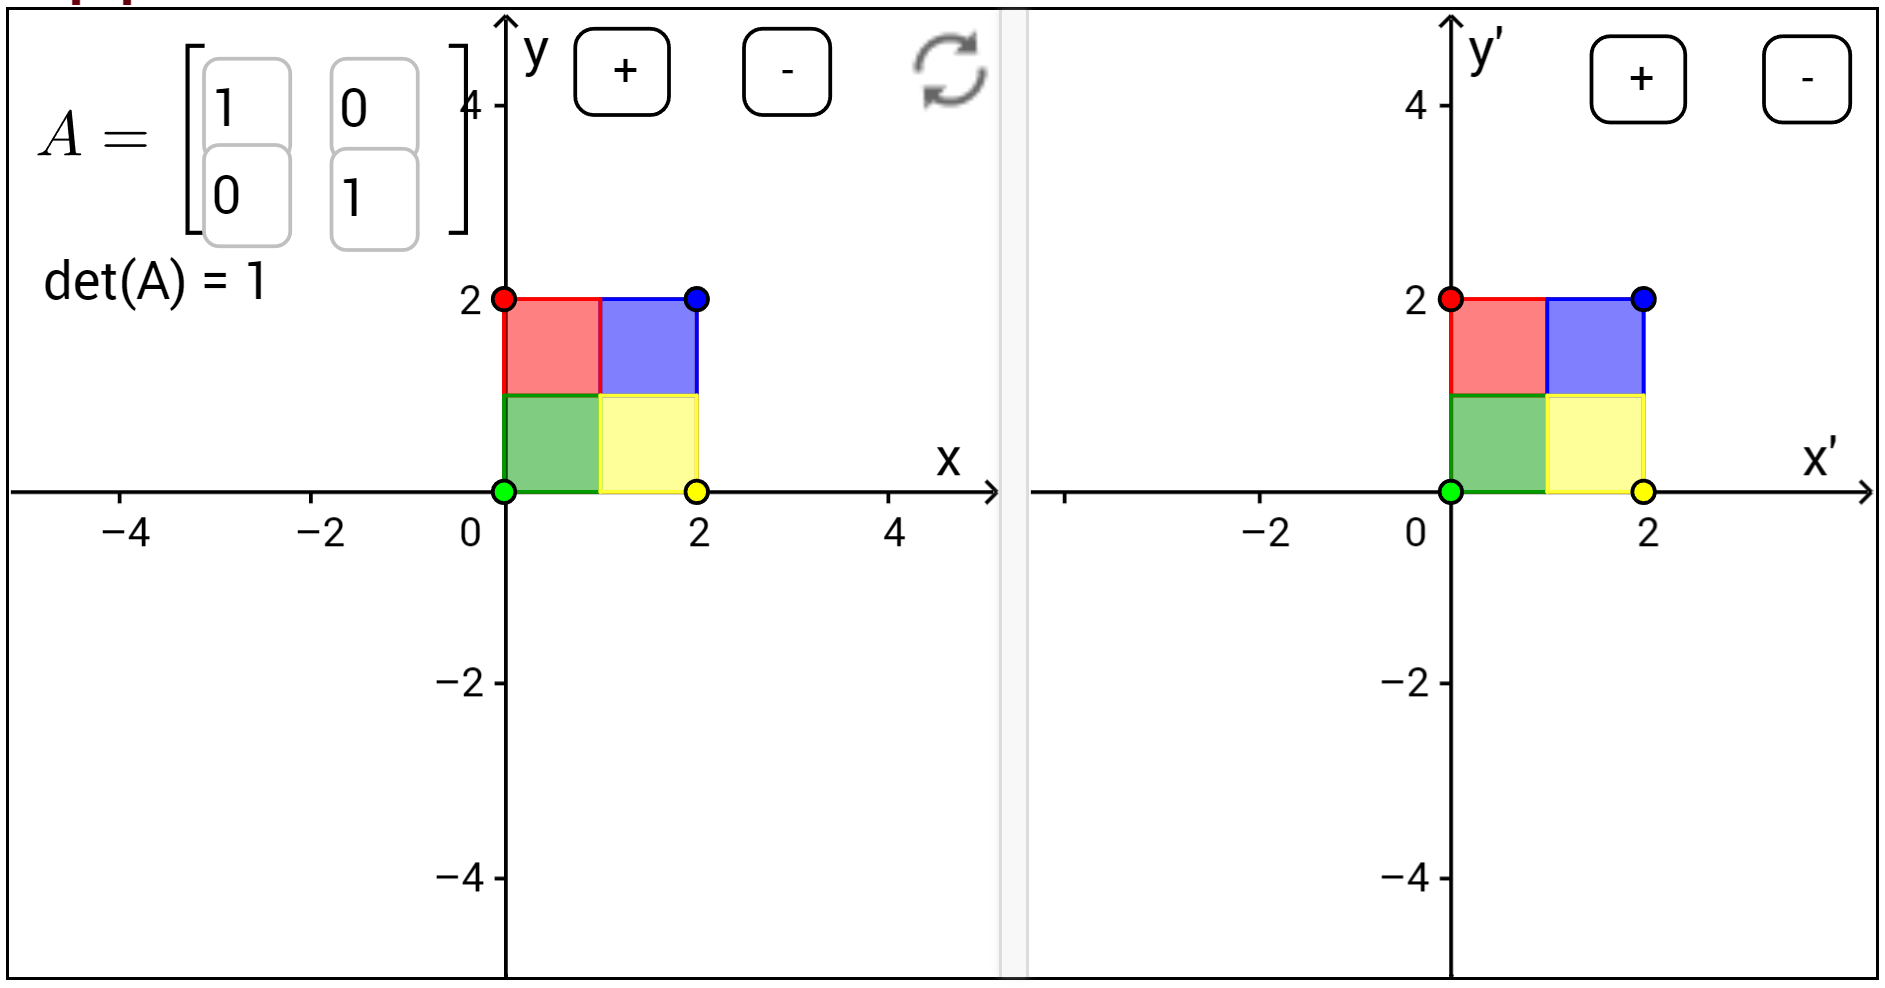 A = [ 1 0
0 1 ]
det(A) = 1
y
+
-
4
2
x
−4 −2 0 2 4
−2
−4
y'
+
-
4
2
x'
−2 0 2
−2
−4